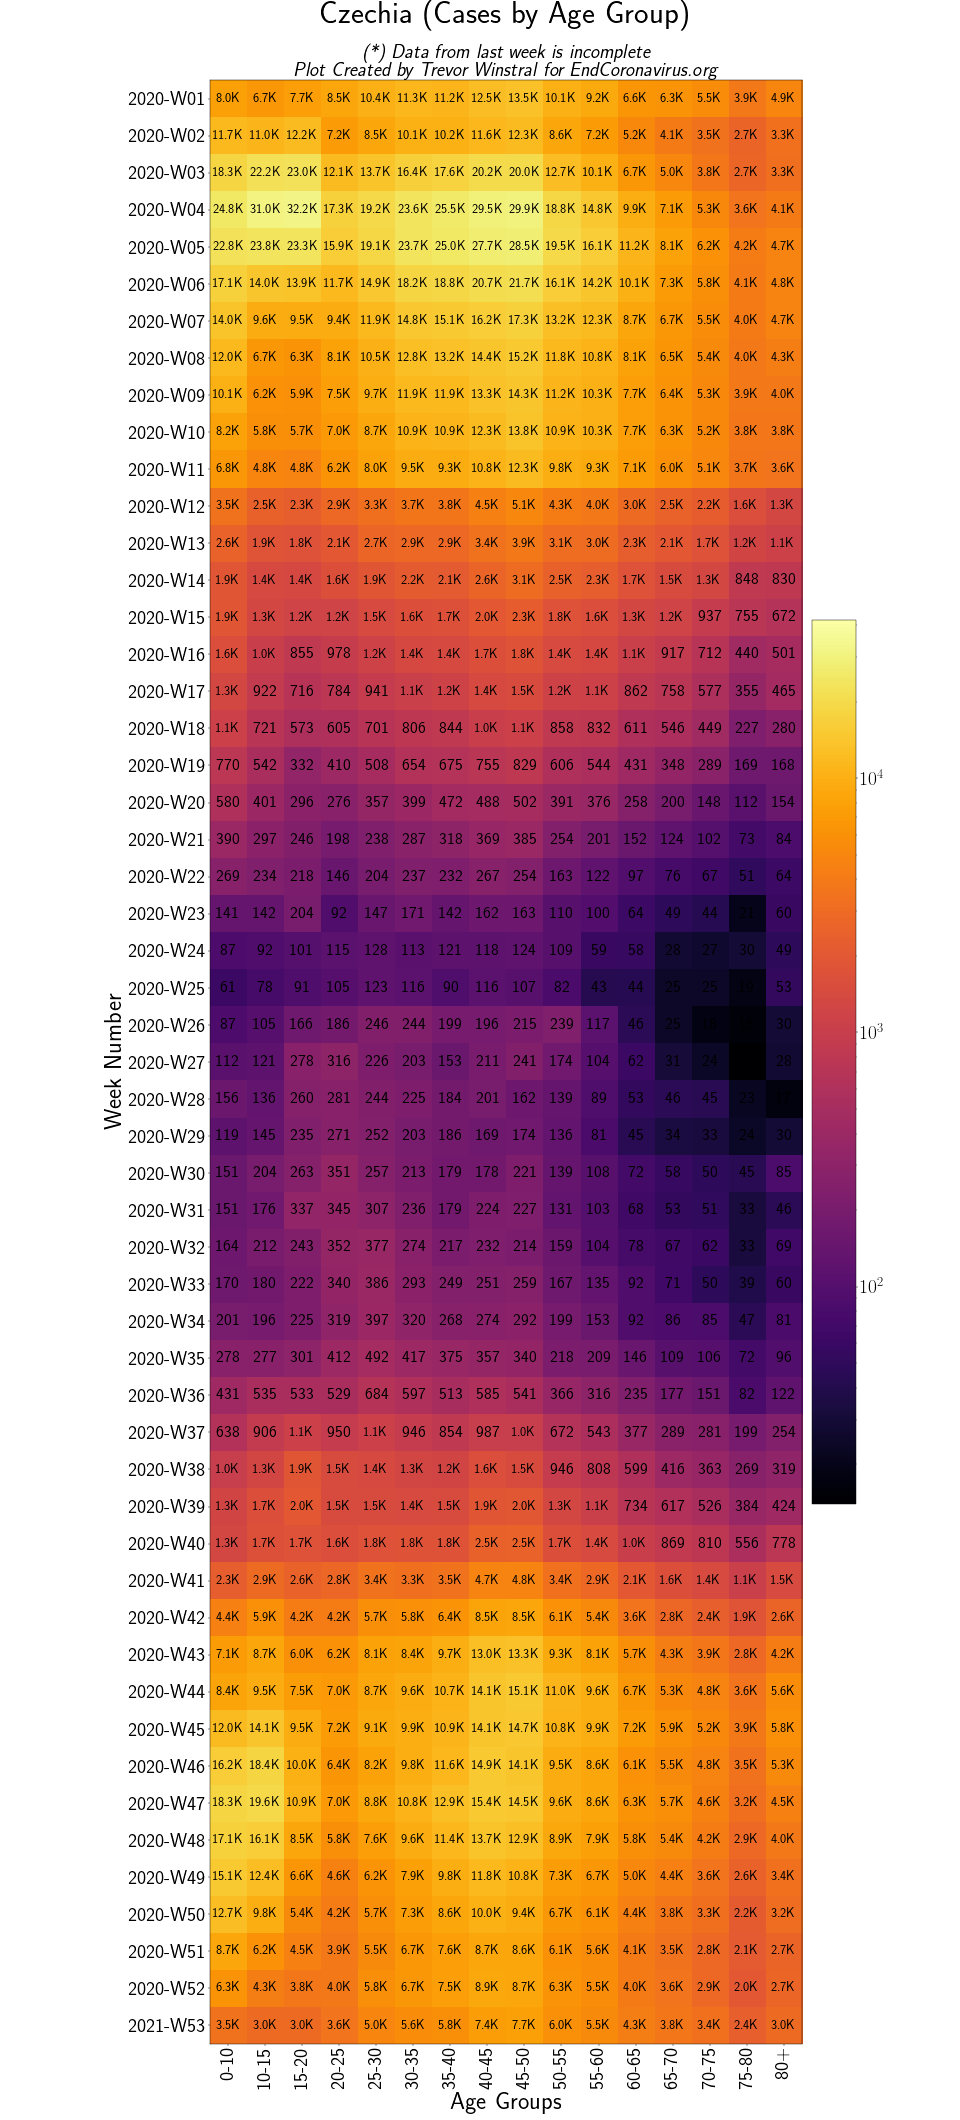 Czechia (Cases by Age Group)
(*) Data from last week is incomplete
Plot Created by Trevor Winstral for EndCoronavirus.org
2020-W01 8.0K 6.7K 7.7K 8.5K 10.4K 11.3K 11.2K 12.5K 13.5K 10.1K 9.2K 6.6K 6.3K 5.5K 3.9K 4.9K
2020-W02 11.7K 11.0K 12.2K 7.2K 8.5K 10.1K 10.2K 11.6K 12.3K 8.6K 7.2K 5.2K 4.1K 3.5K 2.7K 3.3K
2020-W03 18.3K 22.2K 23.0K 12.1K 13.7K 16.4K 17.6K 20.2K 20.0K 12.7K 10.1K 6.7K 5.0K 3.8K 2.7K 3.3K
2020-W04 24.8K 31.0K 32.2K 17.3K 19.2K 23.6K 25.5K 29.5K 29.9K 18.8K 14.8K 9.9K 7.1K 5.3K 3.6K 4.1K
2020-W05 22.8K 23.8K 23.3K 15.9K 19.1K 23.7K 25.0K 27.7K 28.5K 19.5K 16.1K 11.2K 8.1K 6.2K 4.2K 4.7K
2020-W06 17.1K 14.0K 13.9K 11.7K 14.9K 18.2K 18.8K 20.7K 21.7K 16.1K 14.2K 10.1K 7.3K 5.8K 4.1K 4.8K
2020-W07 14.0K 9.6K 9.5K 9.4K 11.9K 14.8K 15.1K 16.2K 17.3K 13.2K 12.3K 8.7K 6.7K 5.5K 4.0K 4.7K
2020-W08 12.0K 6.7K 6.3K 8.1K 10.5K 12.8K 13.2K 14.4K 15.2K 11.8K 10.8K 8.1K 6.5K 5.4K 4.0K 4.3K
2020-W09 10.1K 6.2K 5.9K 7.5K 9.7K 11.9K 11.9K 13.3K 14.3K 11.2K 10.3K 7.7K 6.4K 5.3K 3.9K 4.0K
2020-W10 8.2K 5.8K 5.7K 7.0K 8.7K 10.9K 10.9K 12.3K 13.8K 10.9K 10.3K 7.7K 6.3K 5.2K 3.8K 3.8K
2020-W11 6.8K 4.8K 4.8K 6.2K 8.0K 9.5K 9.3K 10.8K 12.3K 9.8K 9.3K 7.1K 6.0K 5.1K 3.7K 3.6K
2020-W12 3.5K 2.5K 2.3K 2.9K 3.3K 3.7K 3.8K 4.5K 5.1K 4.3K 4.0K 3.0K 2.5K 2.2K 1.6K 1.3K
2020-W13 2.6K 1.9K 1.8K 2.1K 2.7K 2.9K 2.9K 3.4K 3.9K 3.1K 3.0K 2.3K 2.1K 1.7K 1.2K 1.1K
2020-W14 1.9K 1.4K 1.4K 1.6K 1.9K 2.2K 2.1K 2.6K 3.1K 2.5K 2.3K 1.7K 1.5K 1.3K 848 830
2020-W15 1.9K 1.3K 1.2K 1.2K 1.5K 1.6K 1.7K 2.0K 2.3K 1.8K 1.6K 1.3K 1.2K 937 755 672
2020-W16 1.6K 1.0K 855 978 1.2K 1.4K 1.4K 1.7K 1.8K 1.4K 1.4K 1.1K 917 712 440 501
2020-W17 1.3K 922 716 784 941 1.1K 1.2K 1.4K 1.5K 1.2K 1.1K 862 758 577 355 465
2020-W18 1.1K 721 573 605 701 806 844 1.0K 1.1K 858 832 611 546 449 227 280
2020-W19 770 542 332 410 508 654 675 755 829 606 544 431 348 289 169 168
2020-W20 580 401 296 276 357 399 472 488 502 391 376 258 200 148 112 154
2020-W21 390 297 246 198 238 287 318 369 385 254 201 152 124 102 73 84
2020-W22 269 234 218 146 204 237 232 267 254 163 122 97 76 67 51 64
2020-W23 141 142 204 92 147 171 142 162 163 110 100 64 49 44 21 60
2020-W24 87 92 101 115 128 113 121 118 124 109 59 58 28 27 30 49
2020-W25 61 78 91 105 123 116 90 116 107 82 43 44 25 25 53
2020-W26 87 105 166 186 246 244 199 196 215 239 117 46 25 30
2020-W27 112 121 278 316 226 203 153 211 241 174 104 62 31 24 28
2020-W28 156 136 260 281 244 225 184 201 162 139 89 53 46 45 23
2020-W29 119 145 235 271 252 203 186 169 174 136 81 45 34 33 24 30
2020-W30 151 204 263 351 257 213 179 178 221 139 108 72 58 50 45 85
2020-W31 151 176 337 345 307 236 179 224 227 131 103 68 53 51 33 46
2020-W32 164 212 243 352 377 274 217 232 214 159 104 78 67 62 33 69
2020-W33 170 180 222 340 386 293 249 251 259 167 135 92 71 50 39 60
2020-W34 201 196 225 319 397 320 268 274 292 199 153 92 86 85 47 81
2020-W35 278 277 301 412 492 417 375 357 340 218 209 146 109 106 72 96
2020-W36 431 535 533 529 684 597 513 585 541 366 316 235 177 151 82 122
2020-W37 638 906 1.1K 950 1.1K 946 854 987 1.0K 672 543 377 289 281 199 254
2020-W38 1.0K 1.3K 1.9K 1.5K 1.4K 1.3K 1.2K 1.6K 1.5K 946 808 599 416 363 269 319
2020-W39 1.3K 1.7K 2.0K 1.5K 1.5K 1.4K 1.5K 1.9K 2.0K 1.3K 1.1K 734 617 526 384 424
2020-W40 1.3K 1.7K 1.7K 1.6K 1.8K 1.8K 1.8K 2.5K 2.5K 1.7K 1.4K 1.0K 869 810 556 778
2020-W41 2.3K 2.9K 2.6K 2.8K 3.4K 3.3K 3.5K 4.7K 4.8K 3.4K 2.9K 2.1K 1.6K 1.4K 1.1K 1.5K
2020-W42 4.4K 5.9K 4.2K 4.2K 5.7K 5.8K 6.4K 8.5K 8.5K 6.1K 5.4K 3.6K 2.8K 2.4K 1.9K 2.6K
2020-W43 7.1K 8.7K 6.0K 6.2K 8.1K 8.4K 9.7K 13.0K 13.3K 9.3K 8.1K 5.7K 4.3K 3.9K 2.8K 4.2K
2020-W44 8.4K 9.5K 7.5K 7.0K 8.7K 9.6K 10.7K 14.1K 15.1K 11.0K 9.6K 6.7K 5.3K 4.8K 3.6K 5.6K
2020-W45 12.0K 14.1K 9.5K 7.2K 9.1K 9.9K 10.9K 14.1K 14.7K 10.8K 9.9K 7.2K 5.9K 5.2K 3.9K 5.8K
2020-W46 16.2K 18.4K 10.0K 6.4K 8.2K 9.8K 11.6K 14.9K 14.1K 9.5K 8.6K 6.1K 5.5K 4.8K 3.5K 5.3K
2020-W47 18.3K 19.6K 10.9K 7.0K 8.8K 10.8K 12.9K 15.4K 14.5K 9.6K 8.6K 6.3K 5.7K 4.6K 3.2K 4.5K
2020-W48 17.1K 16.1K 8.5K 5.8K 7.6K 9.6K 11.4K 13.7K 12.9K 8.9K 7.9K 5.8K 5.4K 4.2K 2.9K 4.0K
2020-W49 15.1K 12.4K 6.6K 4.6K 6.2K 7.9K 9.8K 11.8K 10.8K 7.3K 6.7K 5.0K 4.4K 3.6K 2.6K 3.4K
2020-W50 12.7K 9.8K 5.4K 4.2K 5.7K 7.3K 8.6K 10.0K 9.4K 6.7K 6.1K 4.4K 3.8K 3.3K 2.2K 3.2K
2020-W51 8.7K 6.2K 4.5K 3.9K 5.5K 6.7K 7.6K 8.7K 8.6K 6.1K 5.6K 4.1K 3.5K 2.8K 2.1K 2.7K
2020-W52 6.3K 4.3K 3.8K 4.0K 5.8K 6.7K 7.5K 8.9K 8.7K 6.3K 5.5K 4.0K 3.6K 2.9K 2.0K 2.7K
2021-W53 3.5K 3.0K 3.0K 3.6K 5.0K 5.6K 5.8K 7.4K 7.7K 6.0K 5.5K 4.3K 3.8K 3.4K 2.4K 3.0K
0-10 10-15 15-20 20-25 25-30 30-35 35-40 40-45 45-50 50-55 55-60 60-65 65-70 70-75 75-80 80+
Age Groups
Week Number
10⁴
10³
10²